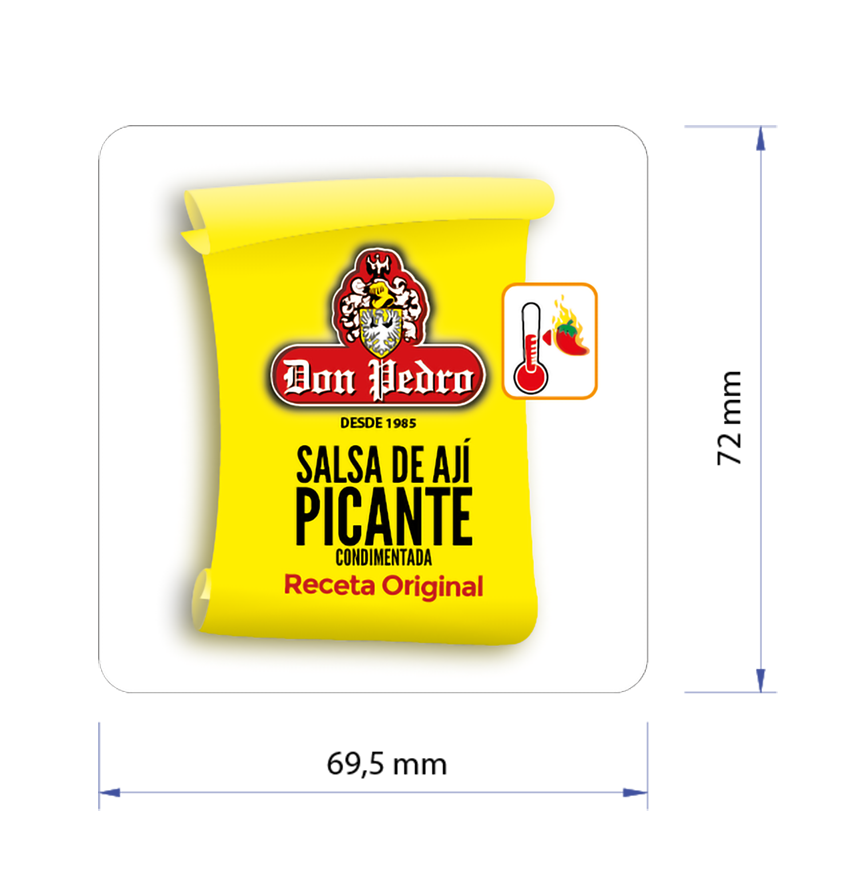 Don Pedro
DESDE 1985
SALSA DE AJÍ
PICANTE
CONDIMENTADA
Receta Original
72 mm
69,5 mm